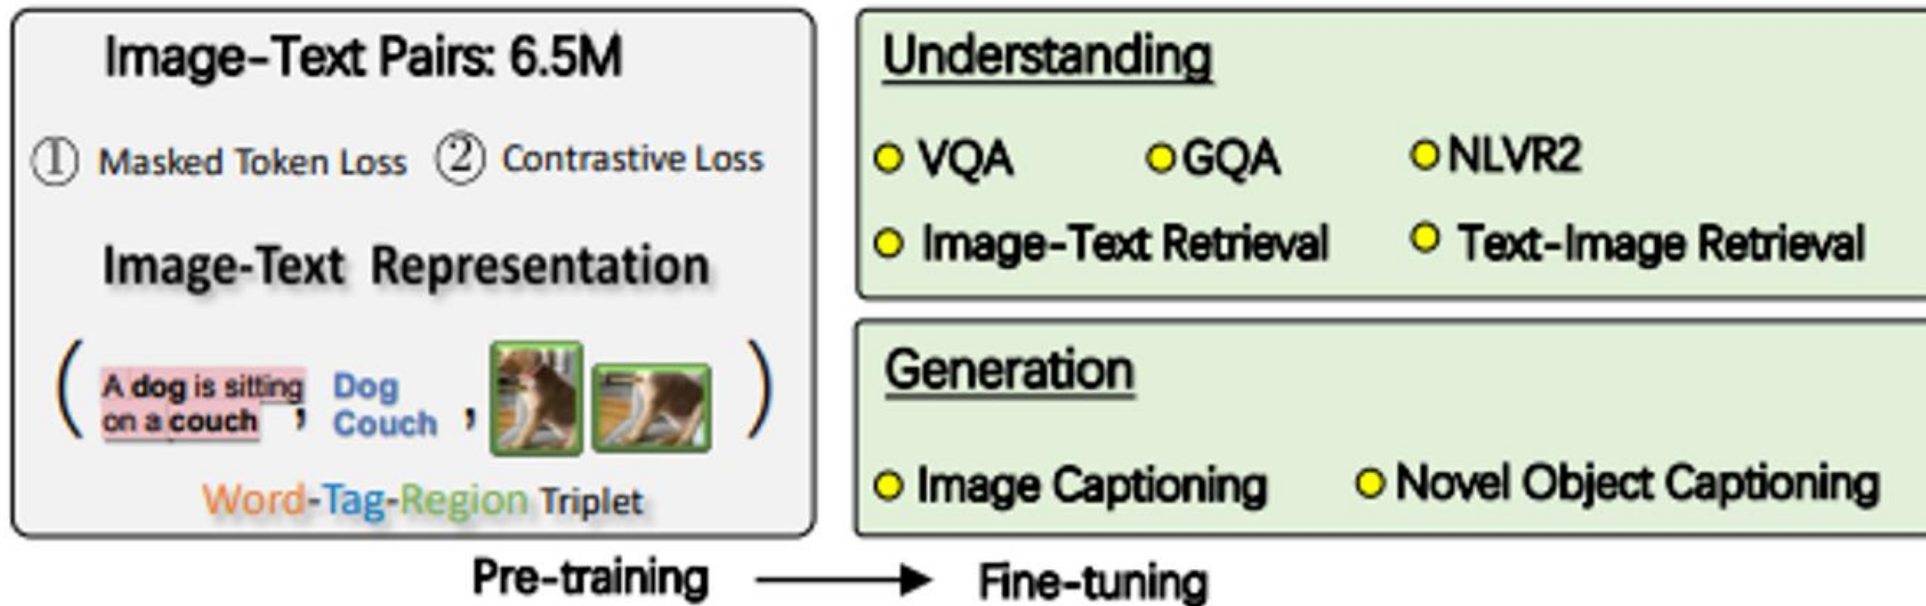 Image-Text Pairs: 6.5M
① Masked Token Loss ② Contrastive Loss
Image-Text Representation
( A dog is sitting on a couch , Dog Couch , )
Word-Tag-Region Triplet
Understanding
VQA GQA NLVR2
Image-Text Retrieval Text-Image Retrieval
Generation
Image Captioning Novel Object Captioning
Pre-training → Fine-tuning